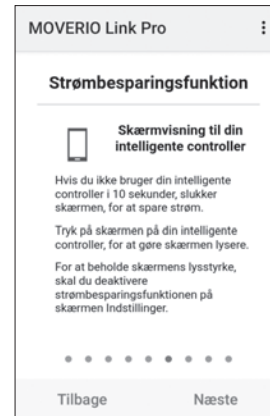 MOVERIO Link Pro
Strømbesparingsfunktion
Skærmvisning til din
intelligente controller
Hvis du ikke bruger din intelligente
controller i 10 sekunder, slukker
skærmen, for at spare strøm.
Tryk på skærmen på din intelligente
controller, for at gøre skærmen lysere.
For at beholde skærmens lysstyrke,
skal du deaktivere
strømbesparingsfunktionen på
skærmen Indstillinger.
Tilbage
Næste